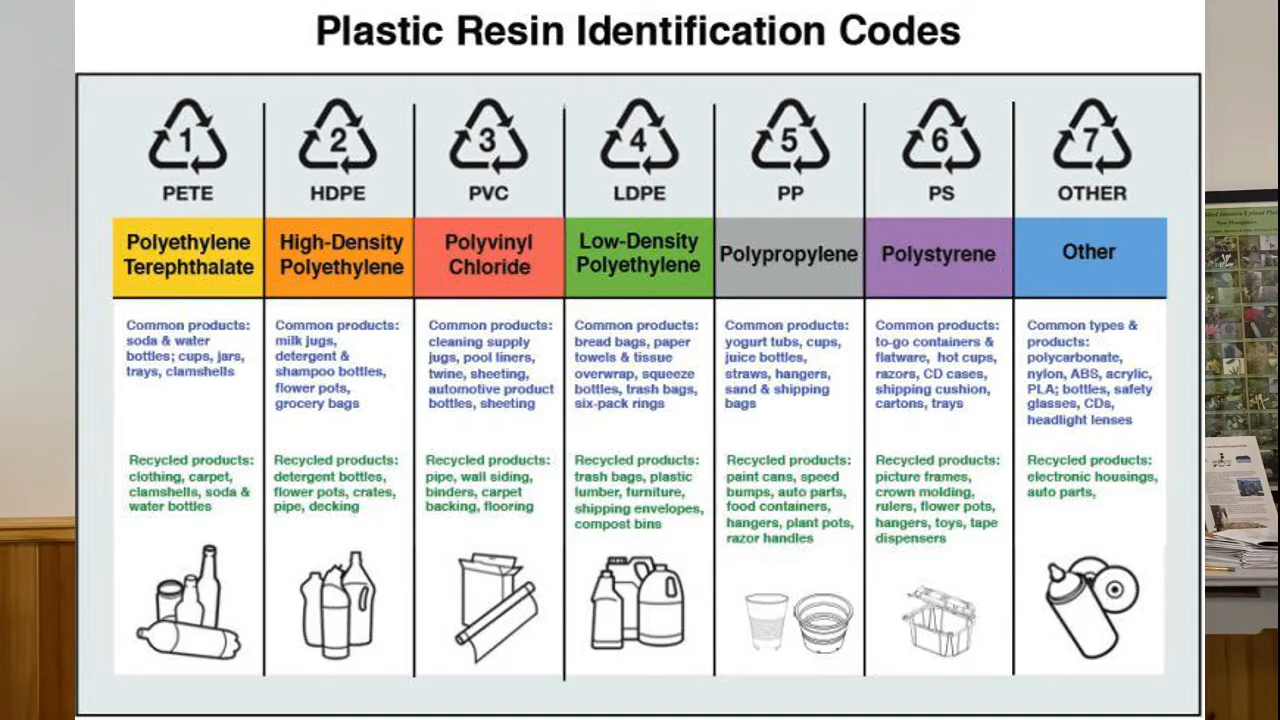 Plastic Resin Identification Codes
1
2
3
4
5
6
7
PETE
HDPE
PVC
LDPE
PP
PS
OTHER
Polyethylene
Terephthalate
High-Density
Polyethylene
Polyvinyl
Chloride
Low-Density
Polyethylene
Polypropylene
Polystyrene
Other
Common products:
soda & water
bottles; cups, jars,
trays, clamshells
Common products:
milk jugs,
detergent &
shampoo bottles,
flower pots,
grocery bags
Common products:
cleaning supply
jugs, pool liners,
twine, sheeting,
automotive product
bottles, sheeting
Common products:
bread bags, paper
towels & tissue
overwrap, squeeze
bottles, trash bags,
six-pack rings
Common products:
yogurt tubs, cups,
juice bottles,
straws, hangers,
sand & shipping
bags
Common products:
to-go containers &
flatware, hot cups,
razors, CD cases,
shipping cushion,
cartons, trays
Common types &
products:
polycarbonate,
nylon, ABS, acrylic,
PLA; bottles, safety
glasses, CDs,
headlight lenses
Recycled products:
clothing, carpet,
clamshells, soda &
water bottles
Recycled products:
detergent bottles,
flower pots, crates,
pipe, decking
Recycled products:
pipe, wall siding,
binders, carpet
backing, flooring
Recycled products:
trash bags, plastic
lumber, furniture,
shipping envelopes,
compost bins
Recycled products:
paint cans, speed
bumps, auto parts,
food containers,
hangers, plant pots,
razor handles
Recycled products:
picture frames,
crown molding,
rulers, flower pots,
hangers, toys, tape
dispensers
Recycled products:
electronic housings,
auto parts,
Invasive Upland
New Hampshire